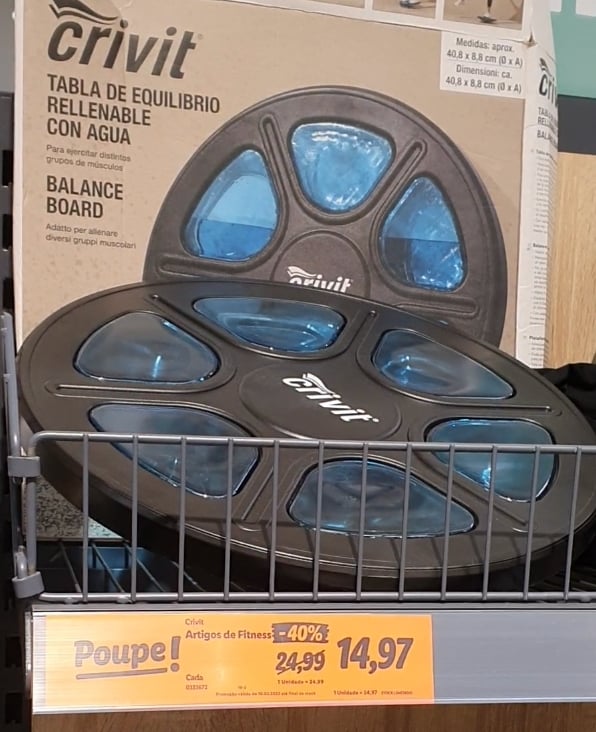 crivit
TABLA DE EQUILIBRIO
RELLENABLE
CON AGUA
Para ejercitar distintos
grupos de músculos
BALANCE
BOARD
Adatto per allenare
diversi gruppi muscolari
Medidas: aprox.
40,8 x 8,8 cm (Ø x A)
Dimensioni: ca.
40,8 x 8,8 cm (Ø x A)
crivit
crivit
Poupe!
Crivit
Artigos de Fitness -40%
24,99 14,97
Cada
1 Unidade = 24,99
1 Unidade = 14,97